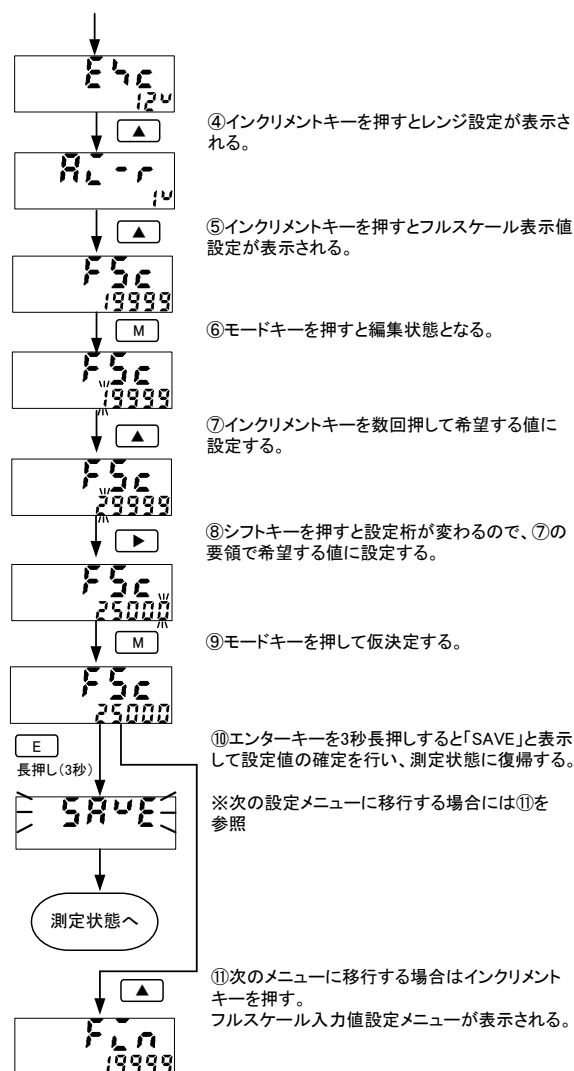 ESc
12V
▲
④インクリメントキーを押すとレンジ設定が表示さ
れる。
Ai-r
1V
▲
⑤インクリメントキーを押すとフルスケール表示値
設定が表示される。
FSc
19999
M
⑥モードキーを押すと編集状態となる。
FSc
19999
▲
⑦インクリメントキーを数回押して希望する値に
設定する。
FSc
29999
▶
⑧シフトキーを押すと設定桁が変わるので、⑦の
要領で希望する値に設定する。
FSc
25000
M
⑨モードキーを押して仮決定する。
FSc
25000
E
長押し(3秒)
⑩エンターキーを3秒長押しすると「SAVE」と表示
して設定値の確定を行い、測定状態に復帰する。
※次の設定メニューに移行する場合には⑪を
参照
SAVE
測定状態へ
▲
⑪次のメニューに移行する場合はインクリメント
キーを押す。
フルスケール入力値設定メニューが表示される。
Fin
19999